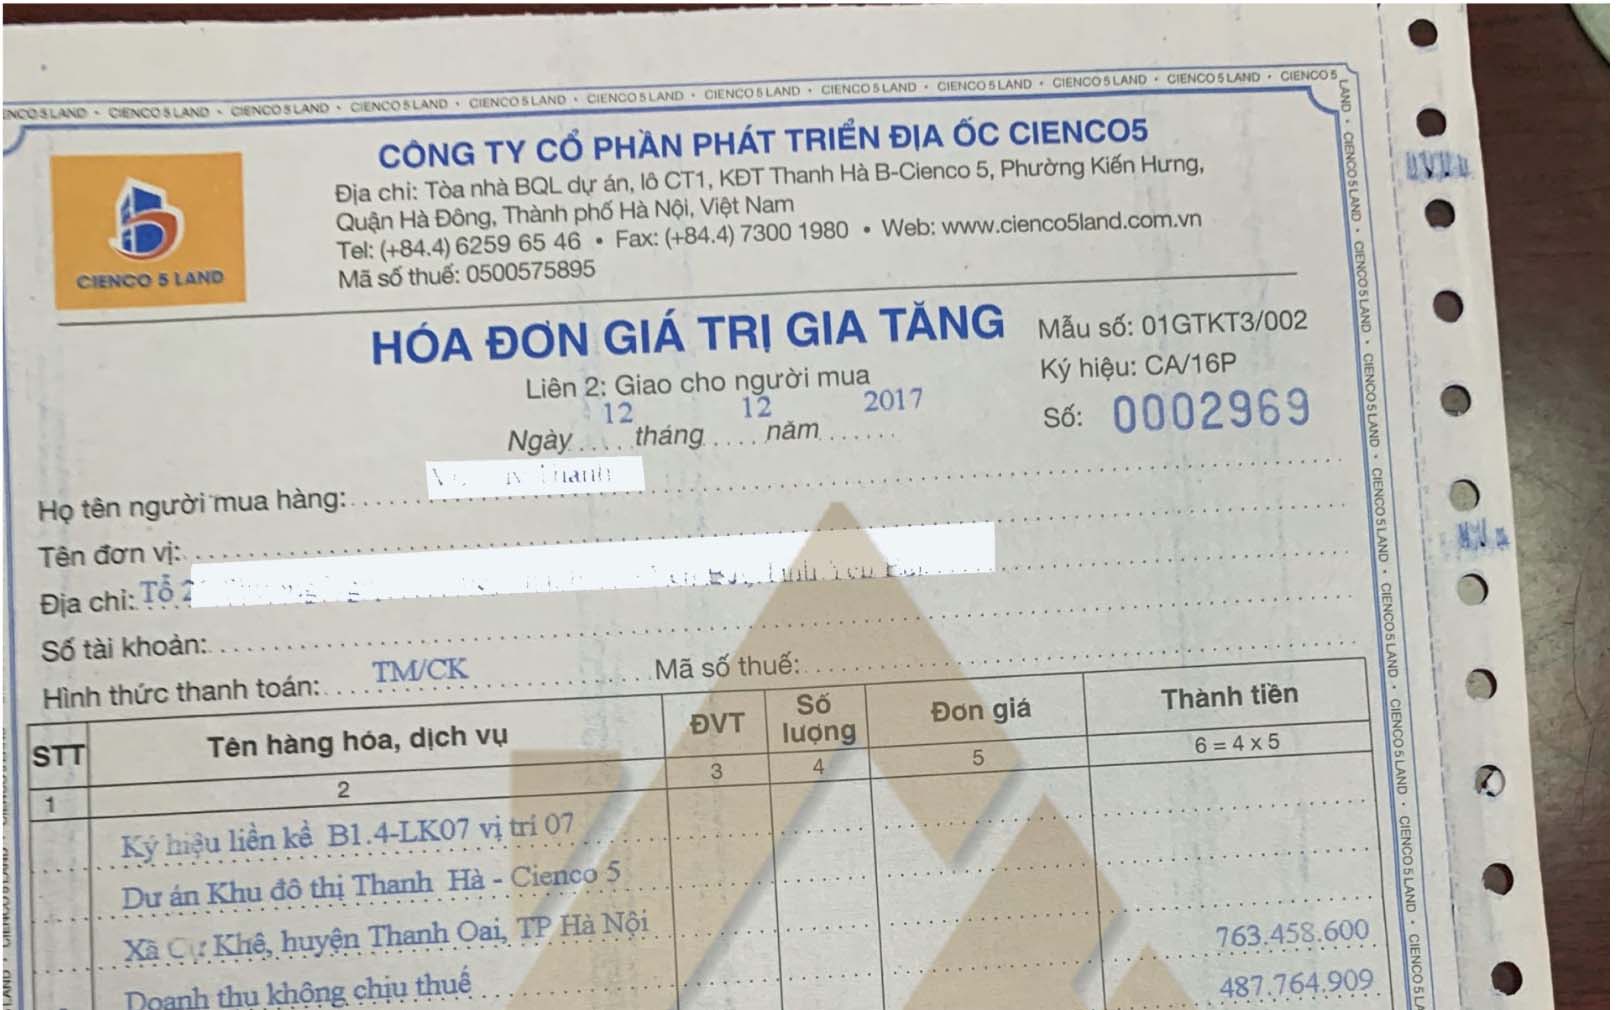 CIENCO 5 LAND • CIENCO 5 LAND • CIENCO 5 LAND • CIENCO 5 LAND • CIENCO 5 LAND • CIENCO 5 LAND • CIENCO 5 LAND • CIENCO 5 LAND • CIENCO 5 LAND • CIENCO 5 LAND • CIENCO 5
CÔNG TY CỔ PHẦN PHÁT TRIỂN ĐỊA ỐC CIENCO5
Địa chỉ: Tòa nhà BQL dự án, lô CT1, KĐT Thanh Hà B-Cienco 5, Phường Kiến Hưng,
Quận Hà Đông, Thành phố Hà Nội, Việt Nam
Tel: (+84.4) 6259 65 46 • Fax: (+84.4) 7300 1980 • Web: www.cienco5land.com.vn
Mã số thuế: 0500575895
CIENCO 5 LAND
HÓA ĐƠN GIÁ TRỊ GIA TĂNG
Mẫu số: 01GTKT3/002
Liên 2: Giao cho người mua
Ký hiệu: CA/16P
Ngày 12 tháng 12 năm 2017
Số: 0002969
Họ tên người mua hàng:
Tên đơn vị:
Địa chỉ: Tổ
Số tài khoản:
Hình thức thanh toán: TM/CK Mã số thuế:
STT Tên hàng hóa, dịch vụ ĐVT Số lượng Đơn giá Thành tiền
1 2 3 4 5 6 = 4 x 5
Ký hiệu liền kề B1.4-LK07 vị trí 07
Dự án Khu đô thị Thanh Hà - Cienco 5
Xã Cự Khê, huyện Thanh Oai, TP Hà Nội 763.458.600
Doanh thu không chịu thuế 487.764.909